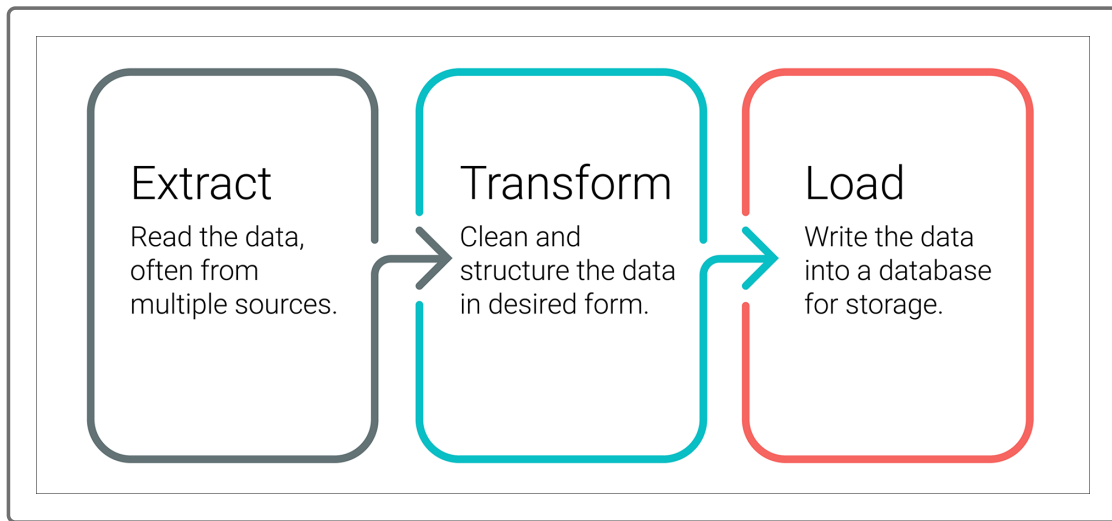 Extract
Read the data,
often from
multiple sources.
Transform
Clean and
structure the data
in desired form.
Load
Write the data
into a database
for storage.